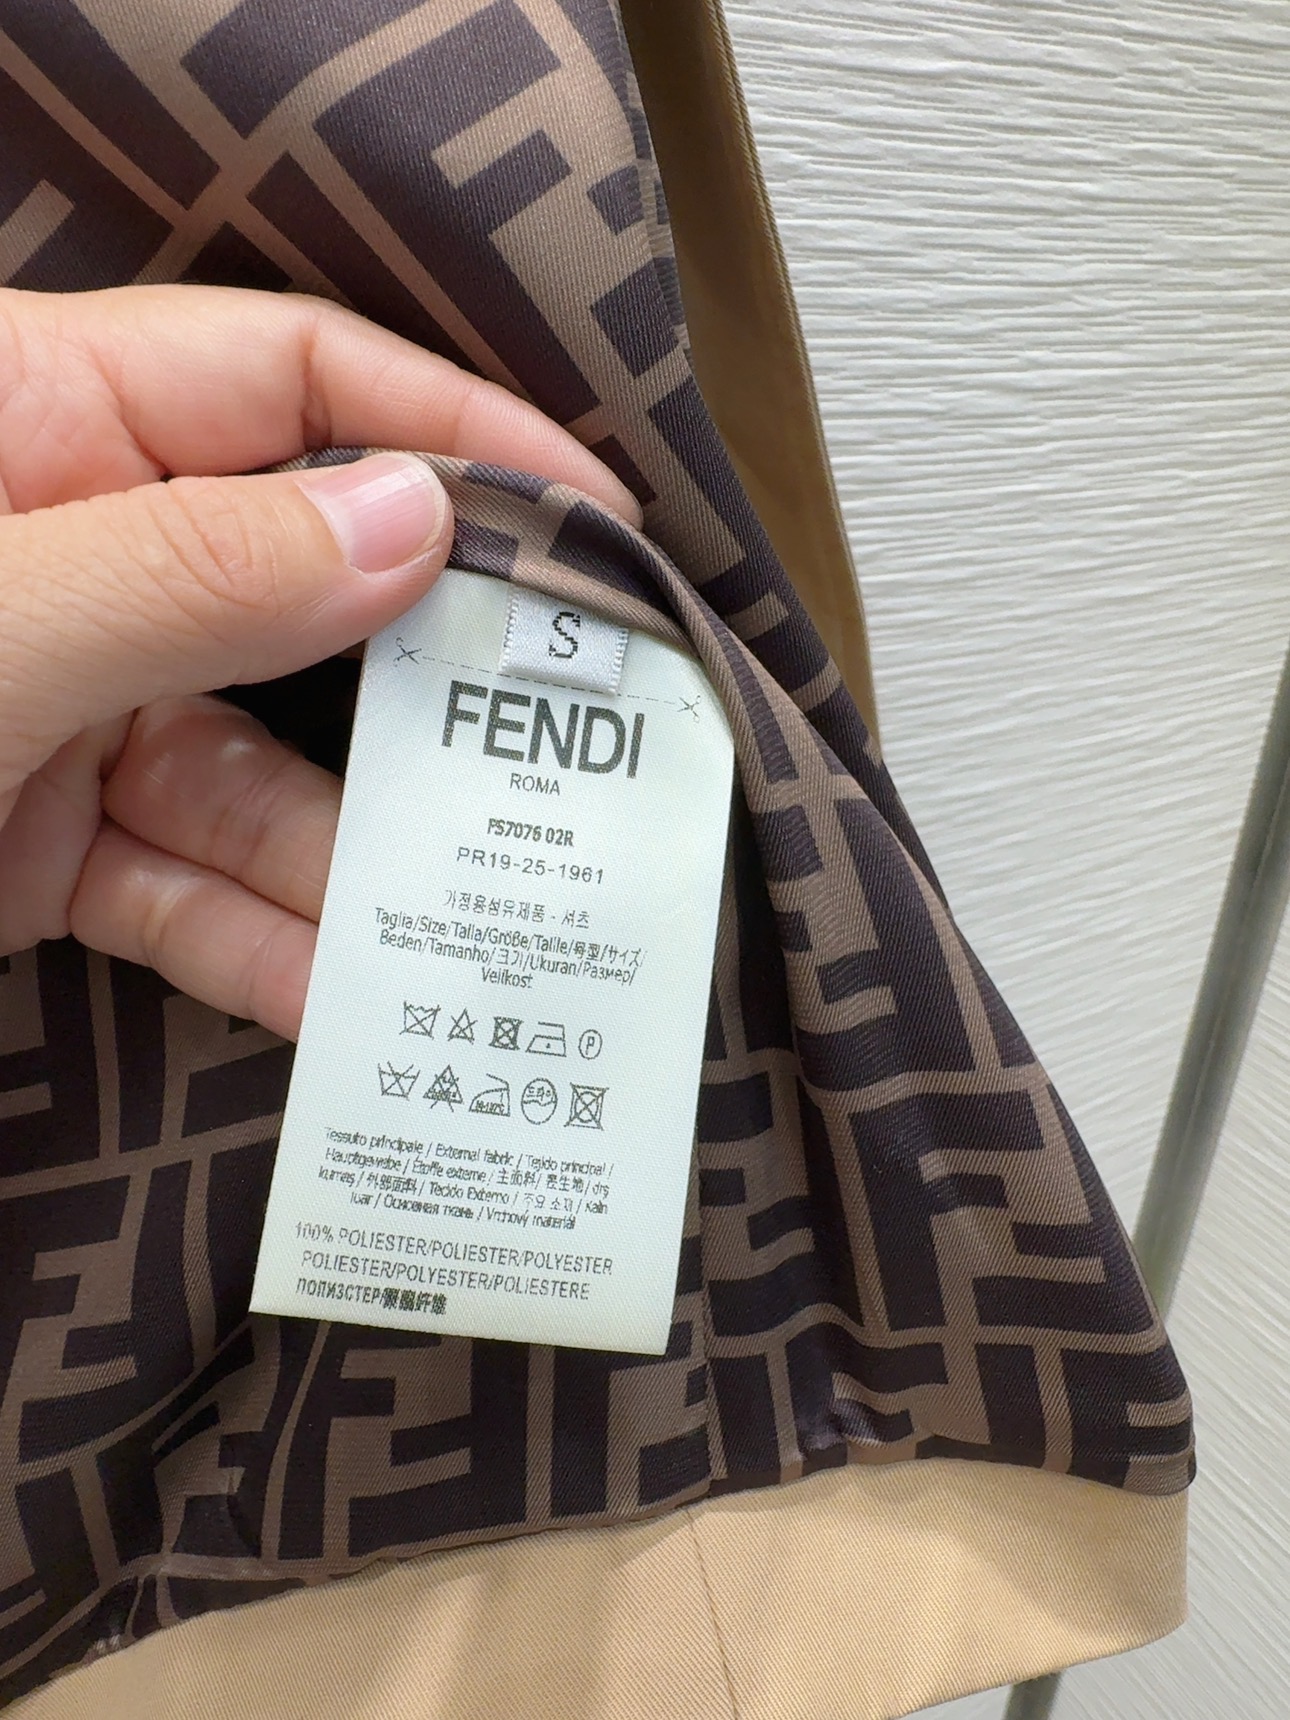 S
FENDI
ROMA
FS7076 02R
PR19-25-1961
가정용섬유제품 - 셔츠
Taglia/Size/Talla/Größe/Taille/号型/サイズ/
Beden/Tamanho/크기/Ukuran/Размер/
Velikost
P
Tessuto principale / External fabric / Tejido principal /
Hauptgewebe / Étoffe externe / 主面料 / 表生地 / dış
kumaş / 外部面料 / Tecido Externo / 주요 소재 / Kain
luar / Основная ткань / Vrchový materiál
100% POLIESTER/POLIESTER/POLYESTER
POLIESTER/POLYESTER/POLIESTERE
ПОЛИЭСТЕР/聚酯纤维